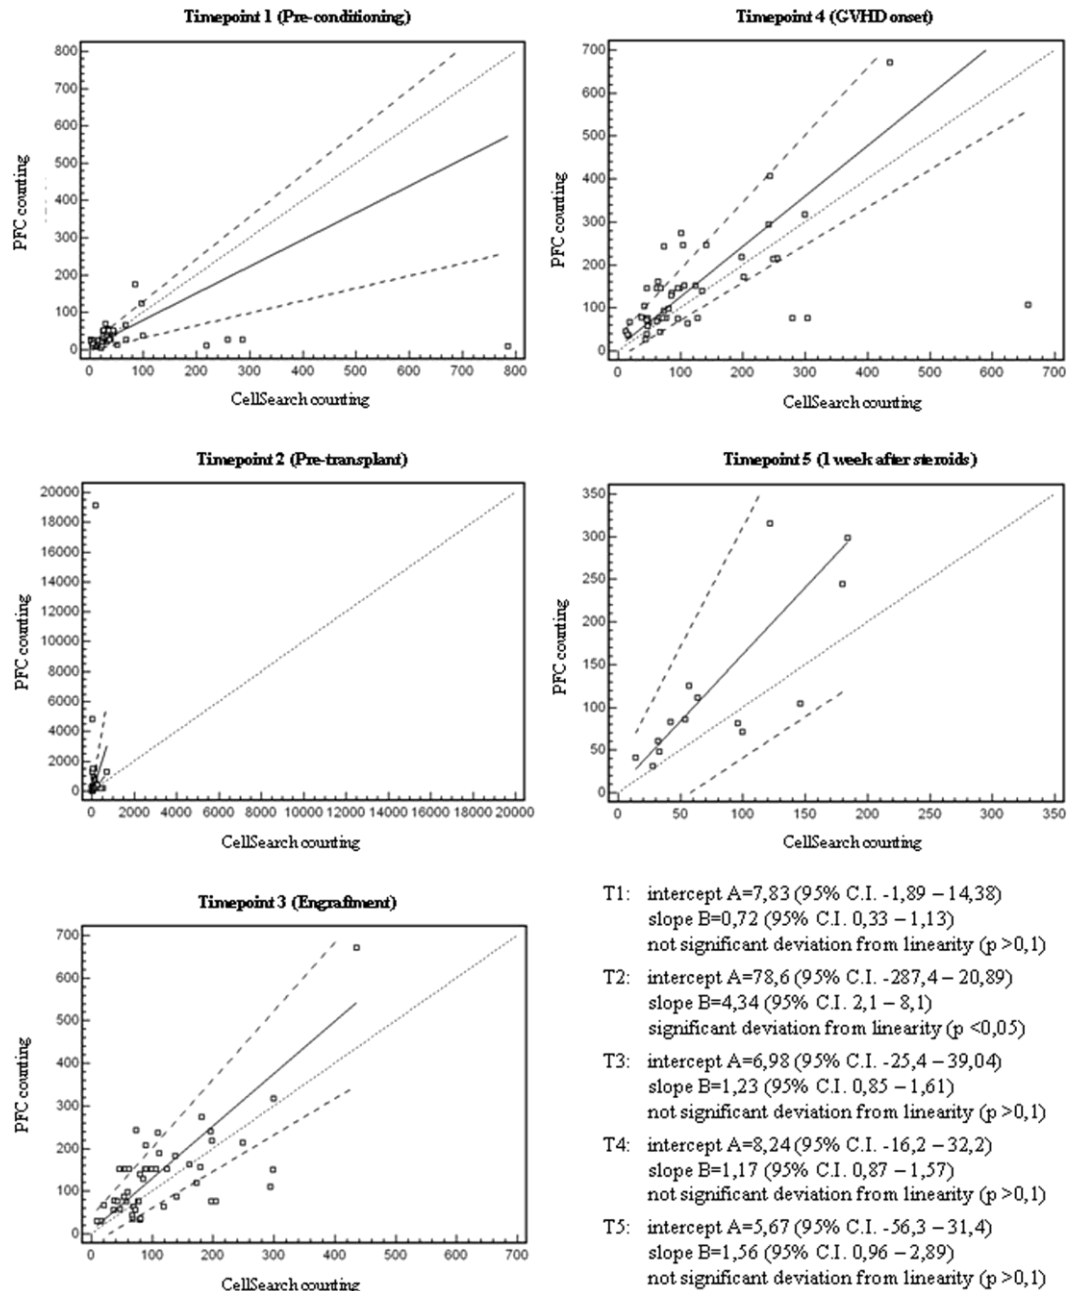 Timepoint 1 (Pre-conditioning)
800
700
600
500
400
300
200
100
0
PFC counting
0 100 200 300 400 500 600 700 800
CellSearch counting
Timepoint 4 (GVHD onset)
700
600
500
400
300
200
100
0
PFC counting
0 100 200 300 400 500 600 700
CellSearch counting
Timepoint 2 (Pre-transplant)
20000
18000
16000
14000
12000
10000
8000
6000
4000
2000
0
PFC counting
0 2000 4000 6000 8000 10000 12000 14000 16000 18000 20000
CellSearch counting
Timepoint 5 (1 week after steroids)
350
300
250
200
150
100
50
0
PFC counting
0 50 100 150 200 250 300 350
CellSearch counting
Timepoint 3 (Engraftment)
700
600
500
400
300
200
100
0
PFC counting
0 100 200 300 400 500 600 700
CellSearch counting
T1: intercept A=7,83 (95% C.I. -1,89 – 14,38)
slope B=0,72 (95% C.I. 0,33 – 1,13)
not significant deviation from linearity (p >0,1)
T2: intercept A=78,6 (95% C.I. -287,4 – 20,89)
slope B=4,34 (95% C.I. 2,1 – 8,1)
significant deviation from linearity (p <0,05)
T3: intercept A=6,98 (95% C.I. -25,4 – 39,04)
slope B=1,23 (95% C.I. 0,85 – 1,61)
not significant deviation from linearity (p >0,1)
T4: intercept A=8,24 (95% C.I. -16,2 – 32,2)
slope B=1,17 (95% C.I. 0,87 – 1,57)
not significant deviation from linearity (p >0,1)
T5: intercept A=5,67 (95% C.I. -56,3 – 31,4)
slope B=1,56 (95% C.I. 0,96 – 2,89)
not significant deviation from linearity (p >0,1)